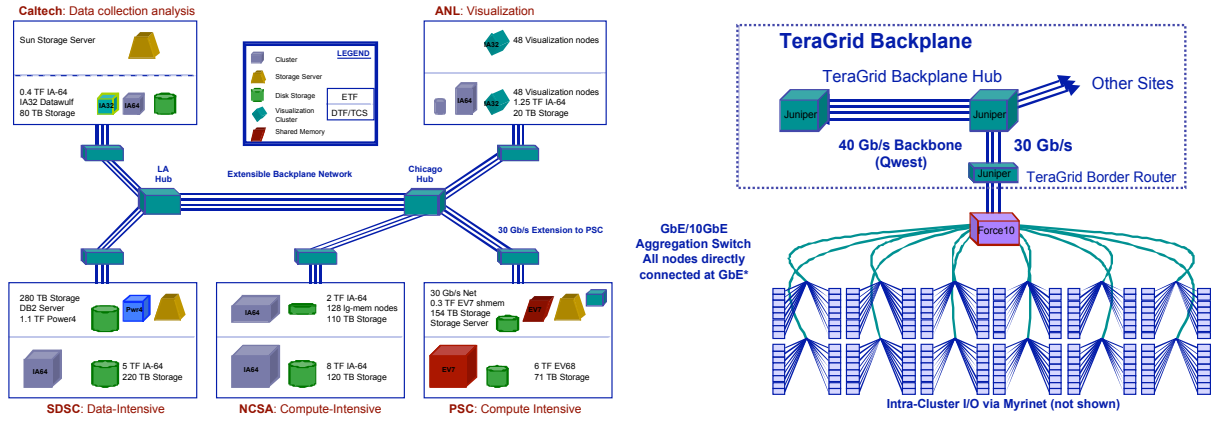 Caltech: Data collection analysis
Sun Storage Server
0.4 TF IA-64
IA32 Datawulf
80 TB Storage
IA32
IA64
LEGEND
Cluster
Storage Server
Disk Storage
Visualization
Cluster
Shared Memory
ETF
DTF/TCS
ANL: Visualization
IA32
48 Visualization nodes
IA64
IA32
48 Visualization nodes
1.25 TF IA-64
20 TB Storage
LA
Hub
Extensible Backplane Network
Chicago
Hub
30 Gb/s Extension to PSC
280 TB Storage
DB2 Server
1.1 TF Power4
Pwr4
IA64
5 TF IA-64
220 TB Storage
SDSC: Data-Intensive
IA64
2 TF IA-64
128 lg-mem nodes
110 TB Storage
IA64
8 TF IA-64
120 TB Storage
NCSA: Compute-Intensive
30 Gb/s Net
0.3 TF EV7 shmem
154 TB Storage
Storage Server
EV7
EV7
6 TF EV68
71 TB Storage
PSC: Compute Intensive
TeraGrid Backplane
TeraGrid Backplane Hub
Other Sites
Juniper
Juniper
40 Gb/s Backbone
(Qwest)
30 Gb/s
Juniper
TeraGrid Border Router
GbE/10GbE
Aggregation Switch
All nodes directly
connected at GbE*
Force10
Intra-Cluster I/O via Myrinet (not shown)